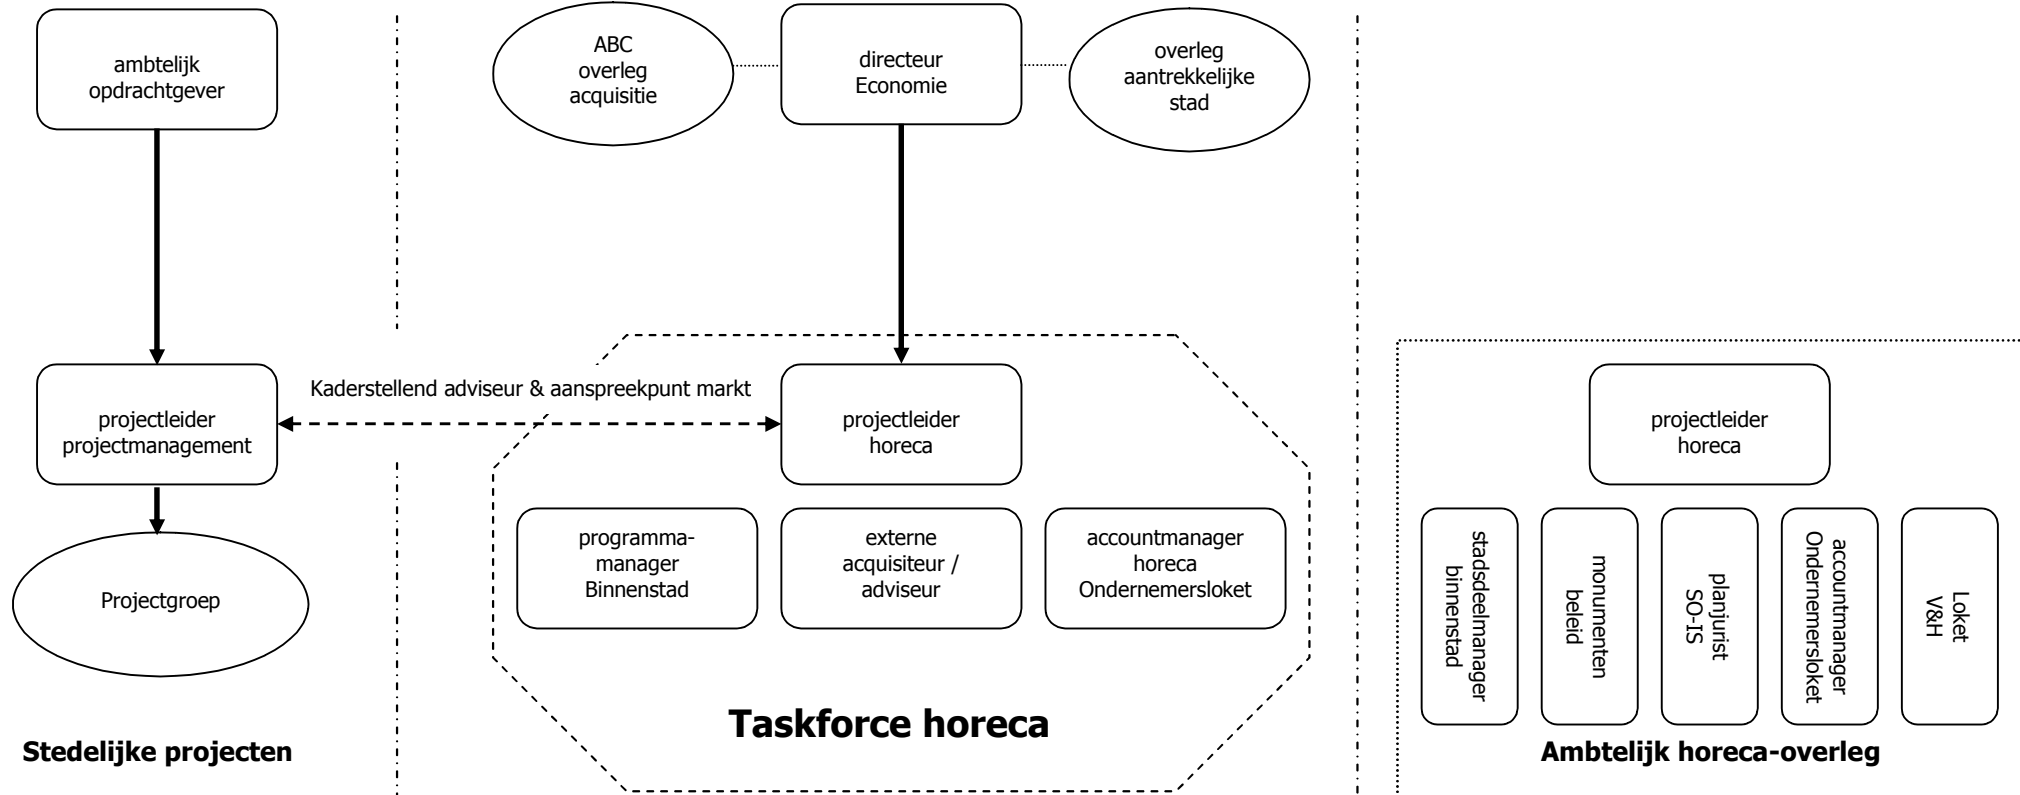 ambtelijk
opdrachtgever
ABC
overleg
acquisitie
directeur
Economie
overleg
aantrekkelijke
stad
Kaderstellend adviseur & aanspreekpunt markt
projectleider
projectmanagement
projectleider
horeca
projectleider
horeca
Projectgroep
programma-
manager
Binnenstad
externe
acquisiteur /
adviseur
accountmanager
horeca
Ondernemersloket
stadsdeelmanager
binnenstad
monumenten
beleid
planjurist
SO-IS
accountmanager
Ondernemersloket
Loket
V&H
Stedelijke projecten
Taskforce horeca
Ambtelijk horeca-overleg